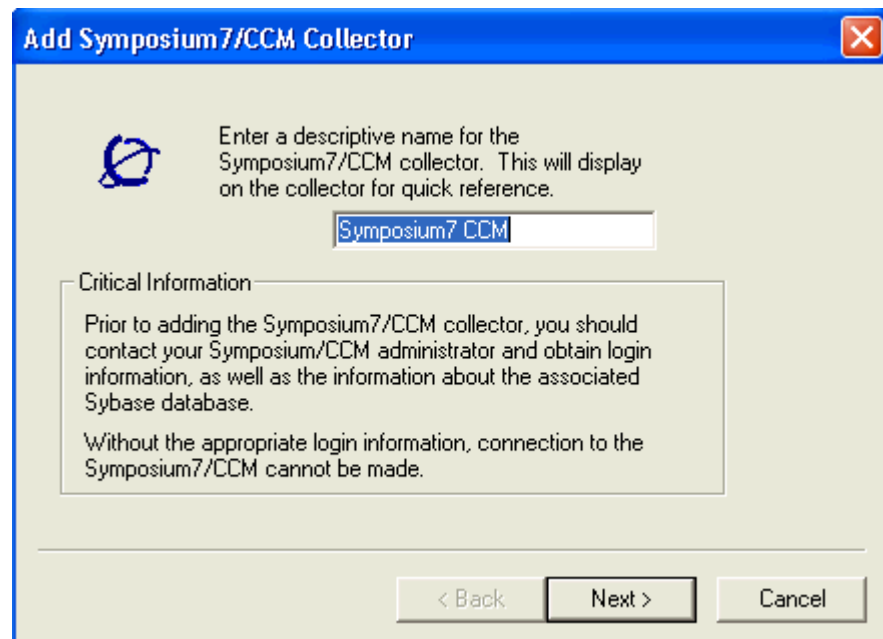 Add Symposium7/CCM Collector
Enter a descriptive name for the
Symposium7/CCM collector. This will display
on the collector for quick reference.
Symposium7 CCM
Critical Information
Prior to adding the Symposium7/CCM collector, you should
contact your Symposium/CCM administrator and obtain login
information, as well as the information about the associated
Sybase database.
Without the appropriate login information, connection to the
Symposium7/CCM cannot be made.
< Back
Next >
Cancel